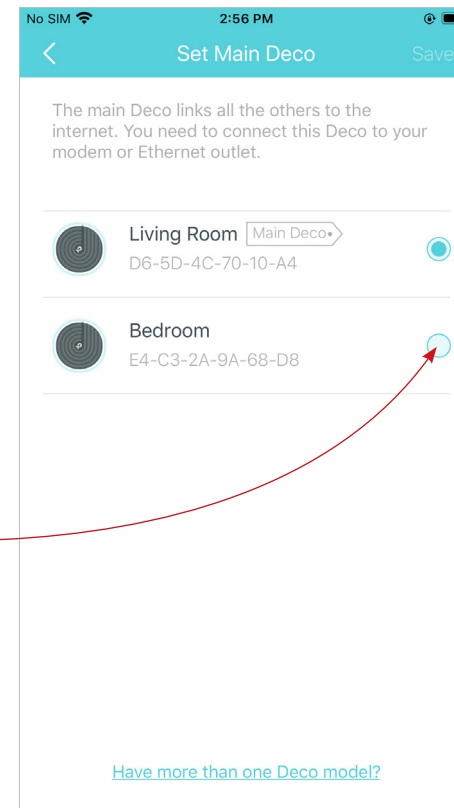 No SIM 2:56 PM
Set Main Deco Save
The main Deco links all the others to the
internet. You need to connect this Deco to your
modem or Ethernet outlet.
Living Room Main Deco
D6-5D-4C-70-10-A4
Bedroom
E4-C3-2A-9A-68-D8
Have more than one Deco model?